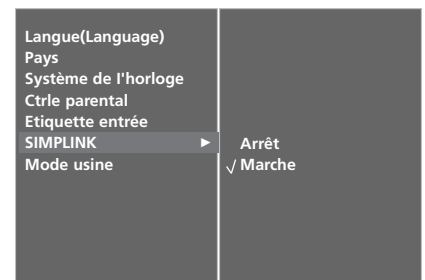 Langue(Language)
Pays
Système de l'horloge
Ctrle parental
Etiquette entrée
SIMPLINK
Arrêt
Mode usine
√ Marche